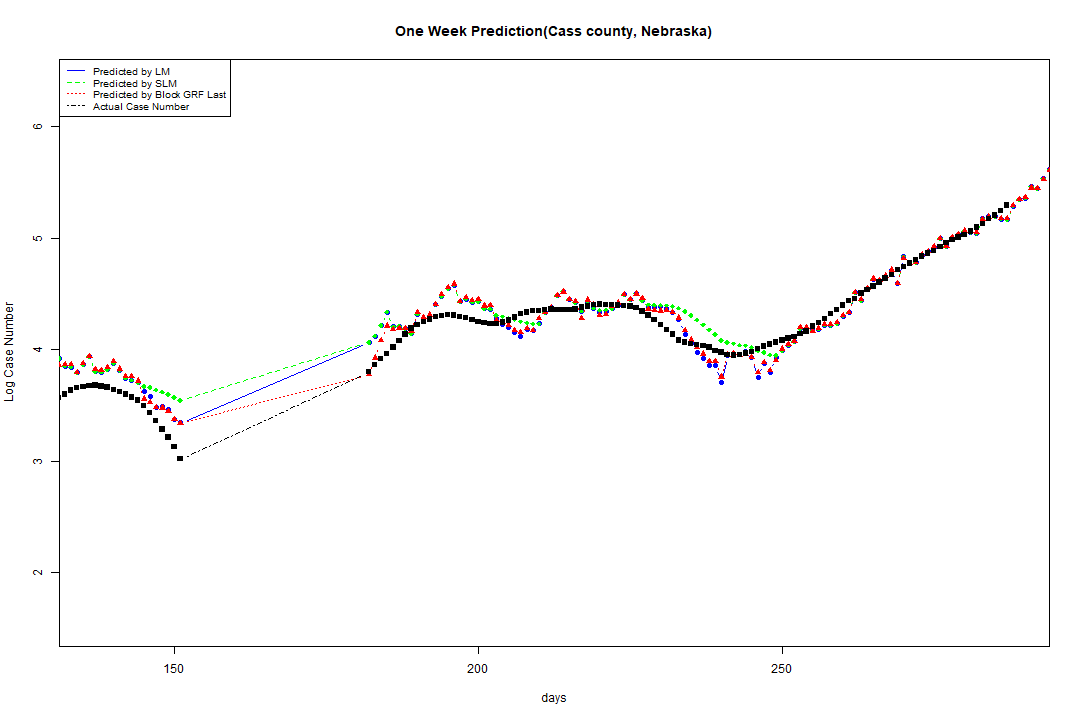 One Week Prediction(Cass county, Nebraska)
Predicted by LM
Predicted by SLM
Predicted by Block GRF Last
Actual Case Number
6
5
4
3
2
Log Case Number
150 200 250
days